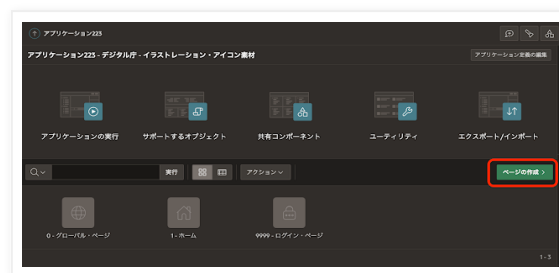 アプリケーション223
アプリケーション223 - デジタル庁 - イラストレーション・アイコン素材
アプリケーション定義の編集
アプリケーションの実行
サポートするオブジェクト
共有コンポーネント
ユーティリティ
エクスポート/インポート
実行
アクション
ページの作成
0 - グローバル・ページ
1 - ホーム
9999 - ログイン・ページ
1 - 3